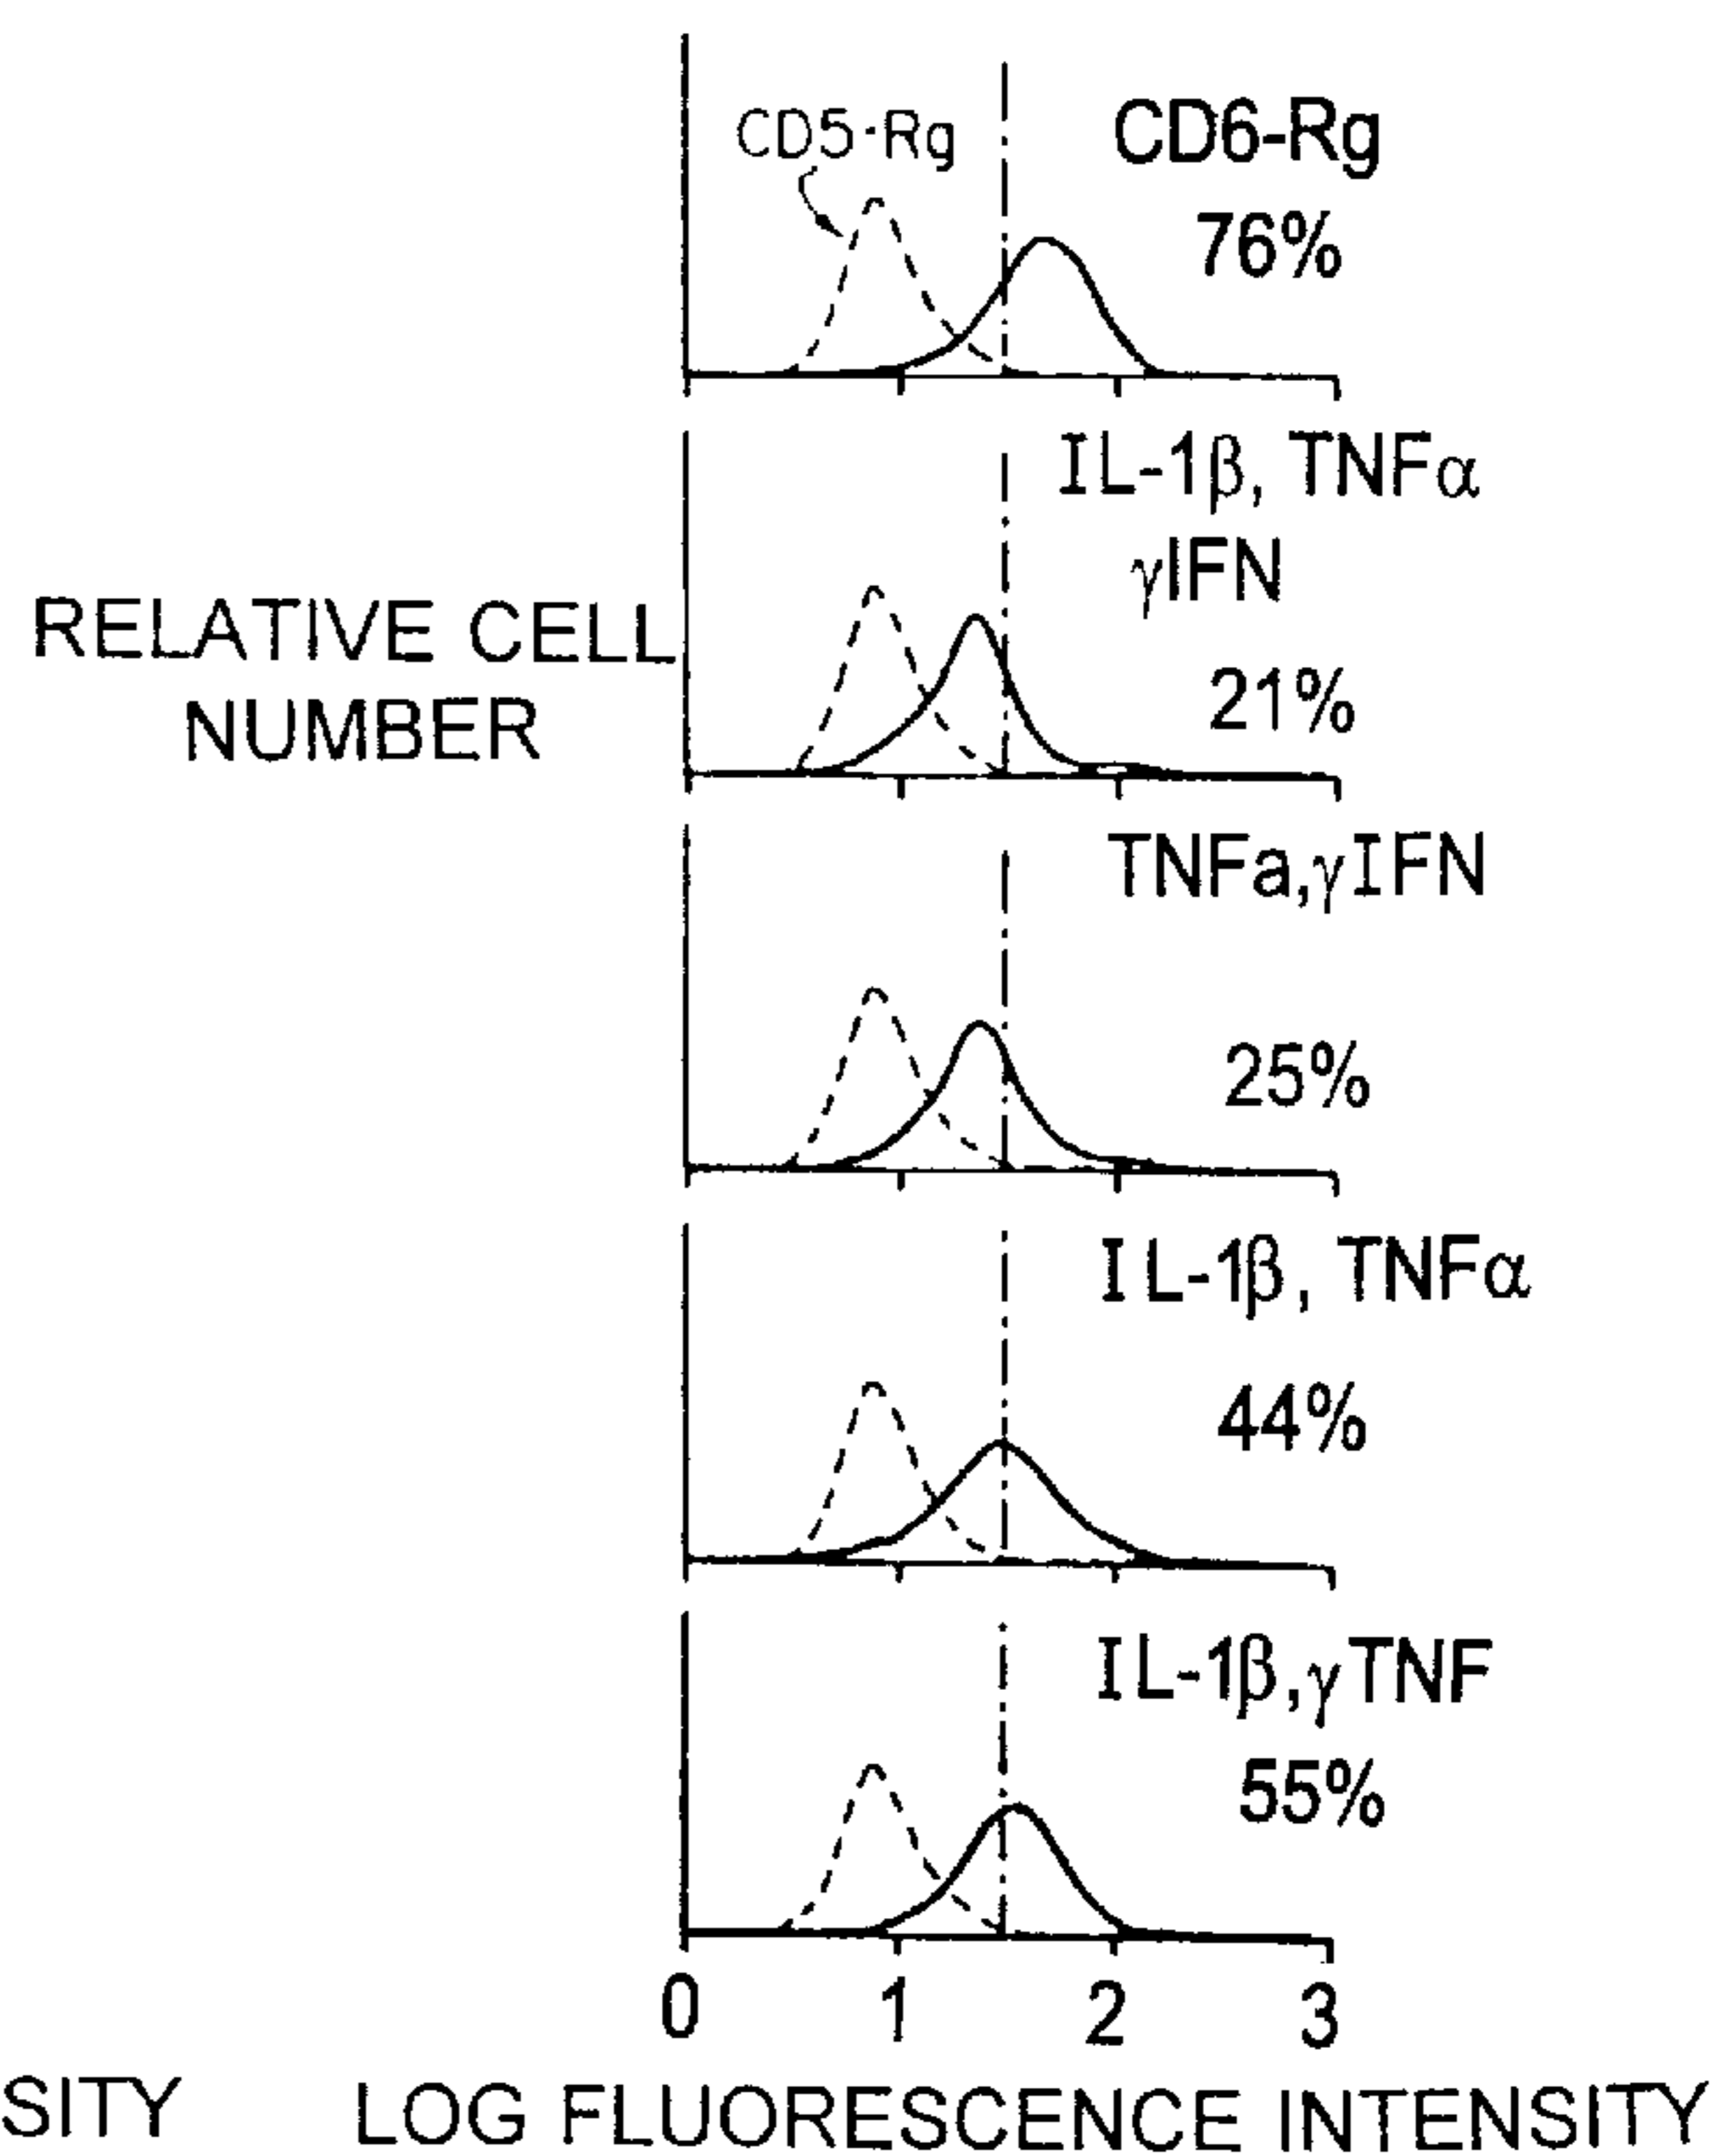 CD5-Rg
CD6-Rg
76%
IL-1β, TNFα
γIFN
21%
RELATIVE CELL
NUMBER
TNFa,γIFN
25%
IL-1β, TNFα
44%
IL-1β,γTNF
55%
0 1 2 3
SITY LOG FLUORESCENCE INTENSITY